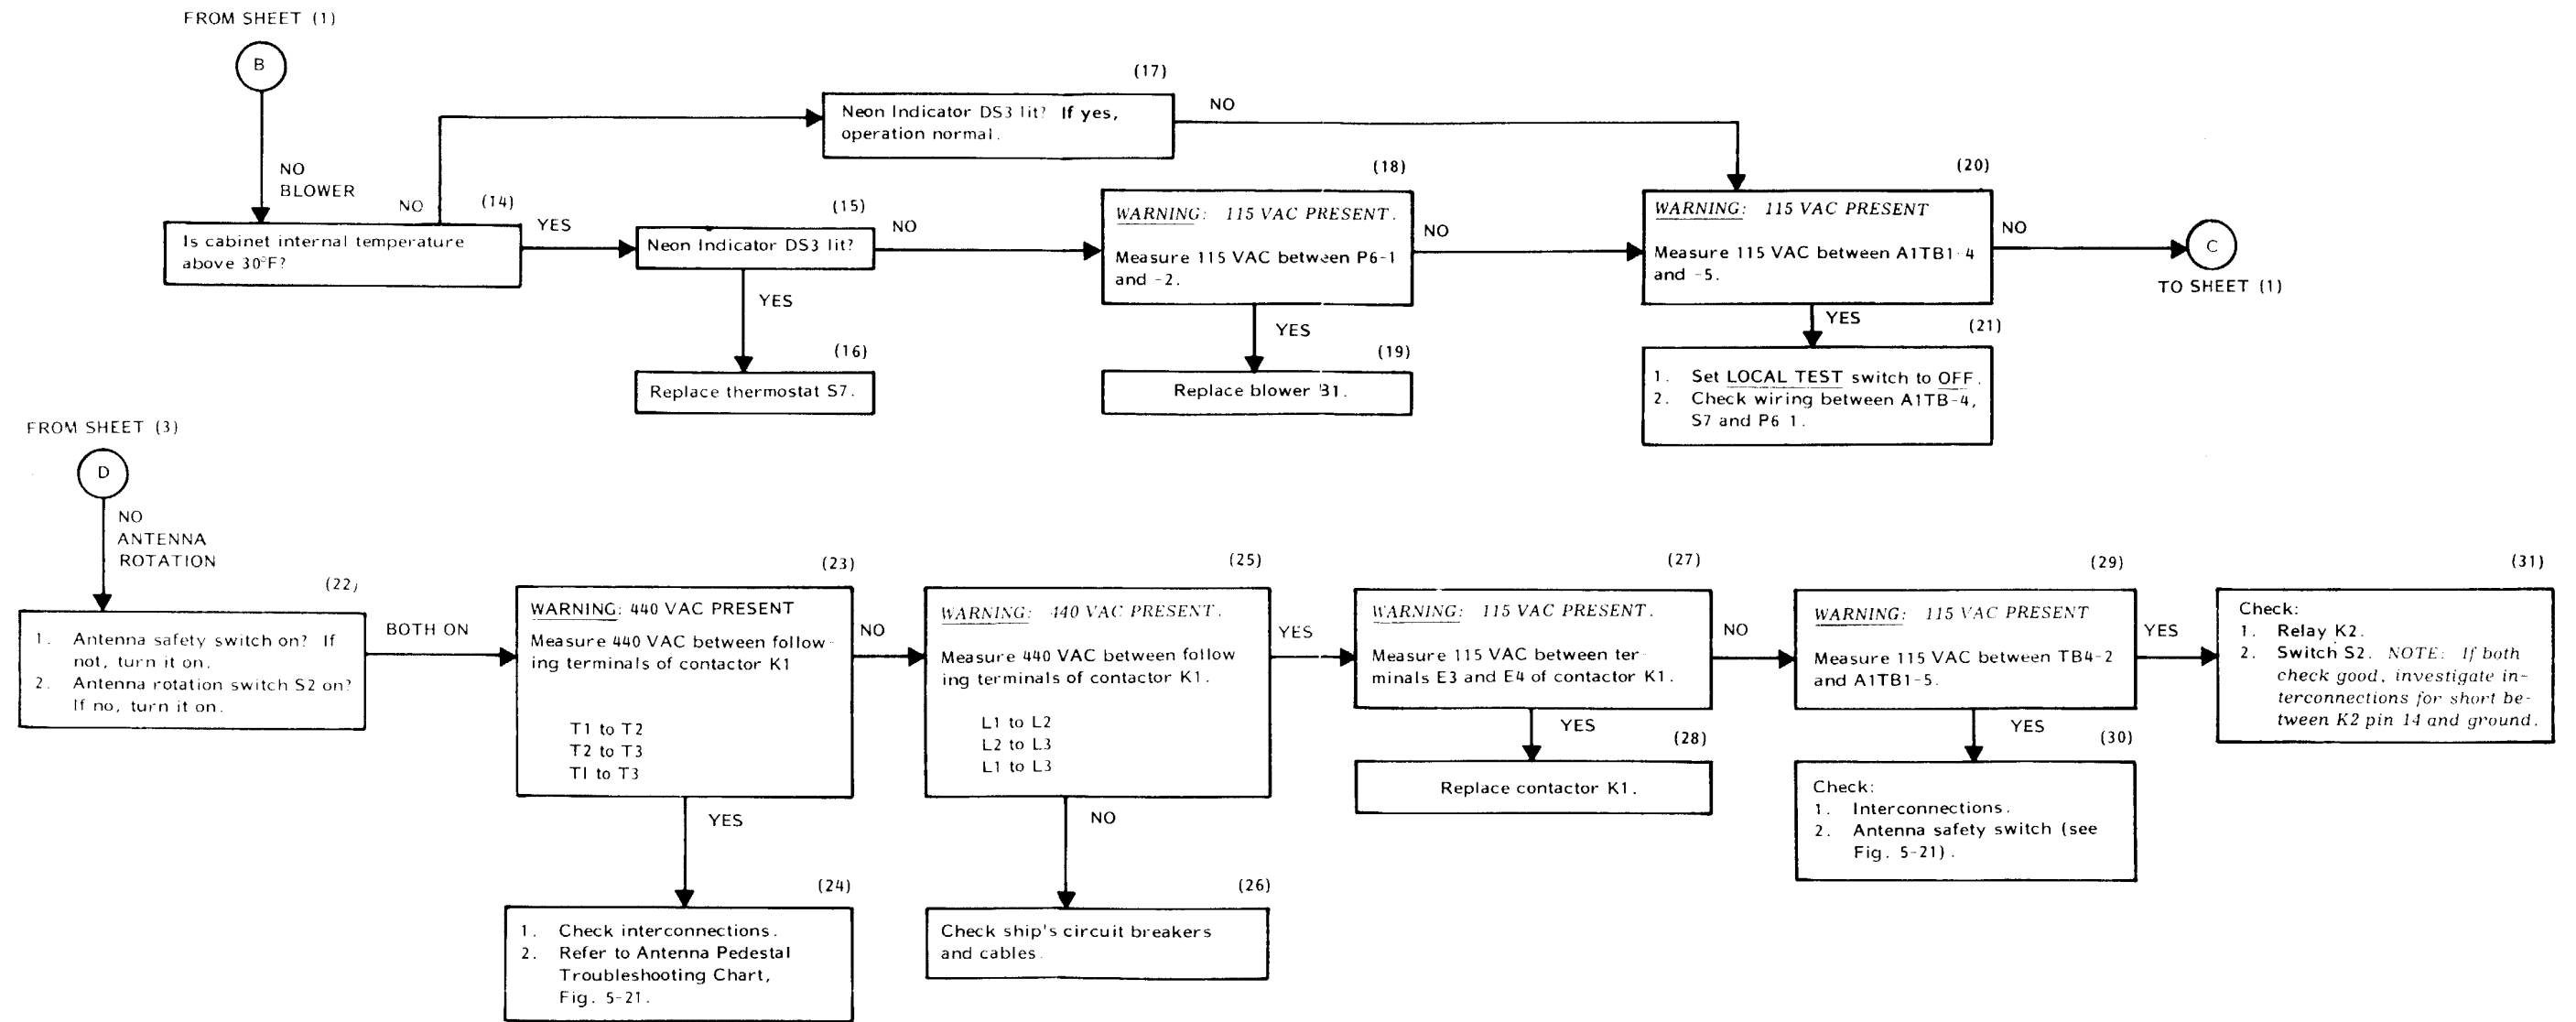 FROM SHEET (1)
B
NO
BLOWER
NO
(14)
Is cabinet internal temperature
above 30°F?
YES
(17)
Neon Indicator DS3 lit? If yes,
operation normal.
NO
(15)
Neon Indicator DS3 lit?
NO
YES
(16)
Replace thermostat S7.
(18)
WARNING: 115 VAC PRESENT.
Measure 115 VAC between P6-1
and -2.
NO
YES
(19)
Replace blower B1.
(20)
WARNING: 115 VAC PRESENT
Measure 115 VAC between A1TB1-4
and -5.
NO
C
TO SHEET (1)
YES
(21)
1. Set LOCAL TEST switch to OFF.
2. Check wiring between A1TB-4,
S7 and P6 1.
FROM SHEET (3)
D
NO
ANTENNA
ROTATION
(22)
1. Antenna safety switch on? If
not, turn it on.
2. Antenna rotation switch S2 on?
If no, turn it on.
BOTH ON
(23)
WARNING: 440 VAC PRESENT
Measure 440 VAC between follow-
ing terminals of contactor K1
T1 to T2
T2 to T3
T1 to T3
NO
YES
(24)
1. Check interconnections.
2. Refer to Antenna Pedestal
Troubleshooting Chart,
Fig. 5-21.
(25)
WARNING: 440 VAC PRESENT.
Measure 440 VAC between follow
ing terminals of contactor K1.
L1 to L2
L2 to L3
L1 to L3
YES
NO
(26)
Check ship's circuit breakers
and cables.
(27)
WARNING: 115 VAC PRESENT.
Measure 115 VAC between ter-
minals E3 and E4 of contactor K1.
NO
YES
(28)
Replace contactor K1.
(29)
WARNING: 115 VAC PRESENT
Measure 115 VAC between TB4-2
and A1TB1-5.
YES
YES
(30)
Check:
1. Interconnections.
2. Antenna safety switch (see
Fig. 5-21).
(31)
Check:
1. Relay K2.
2. Switch S2. NOTE: If both
check good, investigate in-
terconnections for short be-
tween K2 pin 14 and ground.